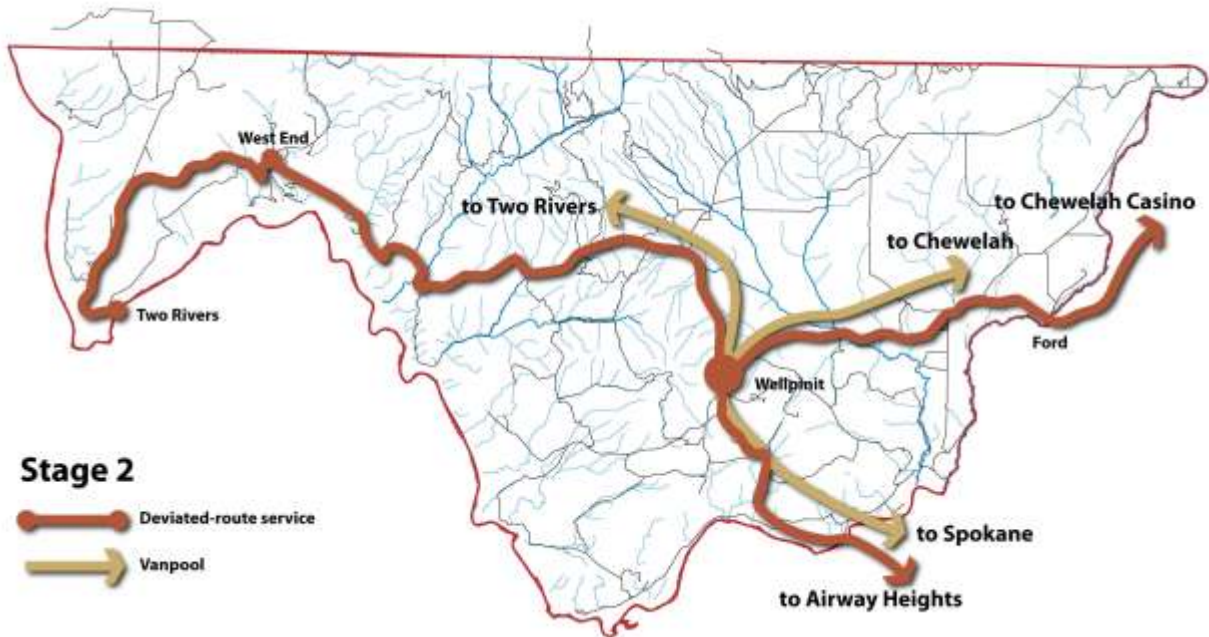 West End
to Two Rivers
to Chewelah Casino
to Chewelah
Two Rivers
Ford
Wellpinit
Stage 2
Deviated-route service
Vanpool
to Spokane
to Airway Heights